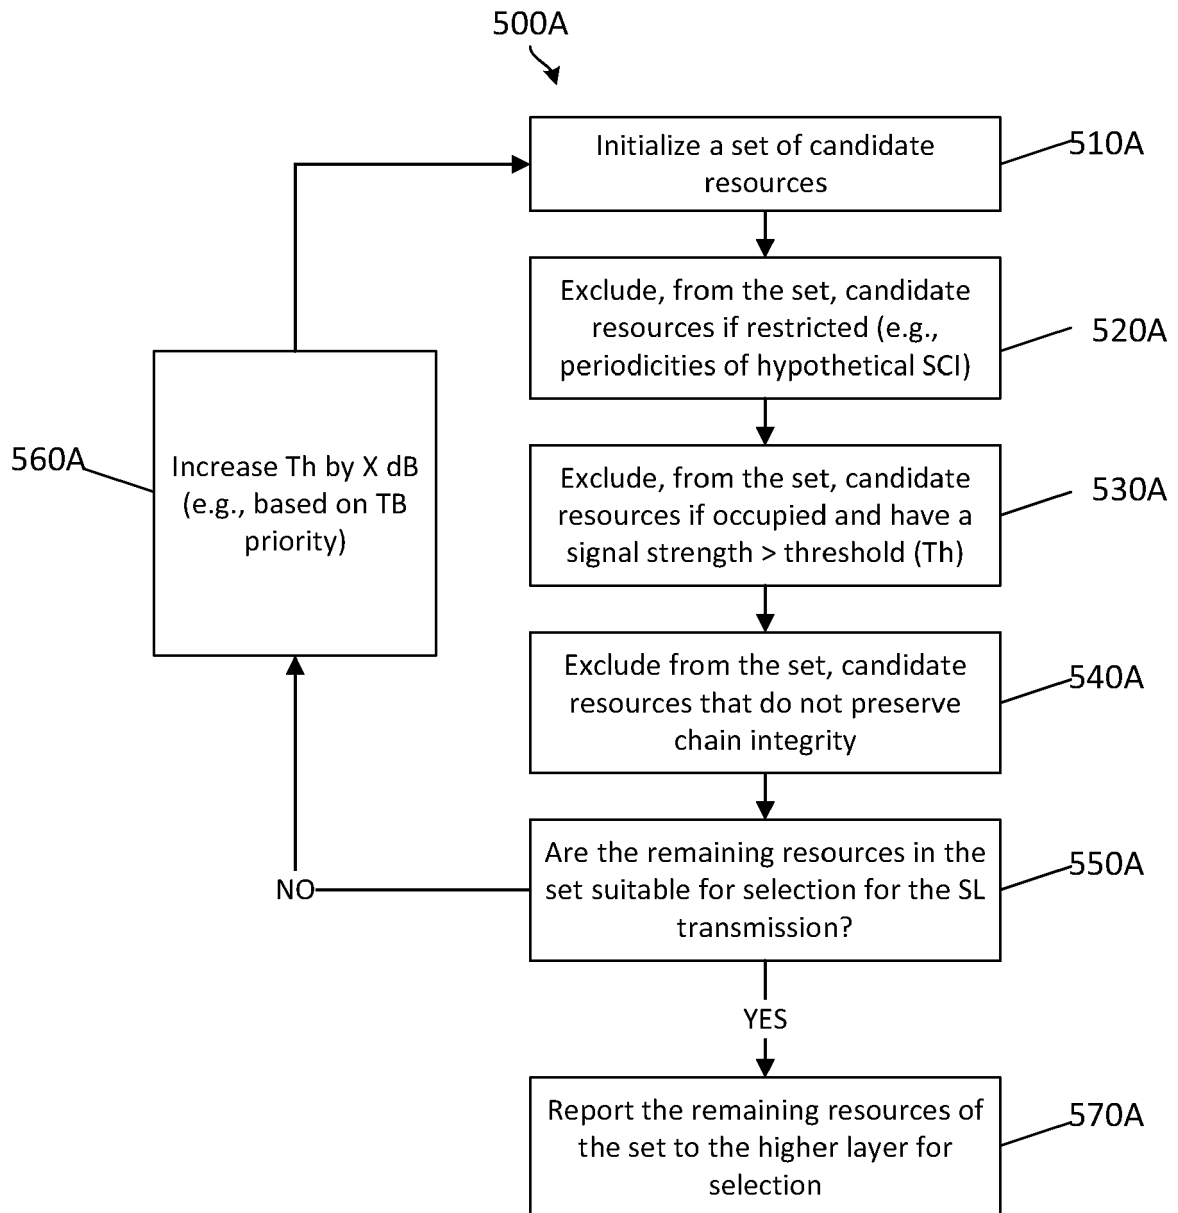 500A
Initialize a set of candidate
resources
510A
Exclude, from the set, candidate
resources if restricted (e.g.,
periodicities of hypothetical SCI)
520A
Exclude, from the set, candidate
resources if occupied and have a
signal strength > threshold (Th)
530A
560A
Increase Th by X dB
(e.g., based on TB
priority)
Exclude from the set, candidate
resources that do not preserve
chain integrity
540A
Are the remaining resources in the
set suitable for selection for the SL
transmission?
550A
NO
YES
Report the remaining resources of
the set to the higher layer for
selection
570A